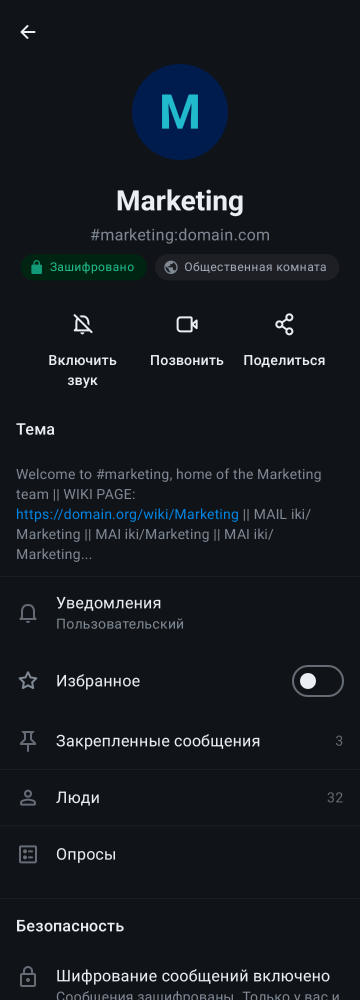 M
Marketing
#marketing:domain.com
Зашифровано
Общественная комната
Включить
звук
Позвонить
Поделиться
Тема
Welcome to #marketing, home of the Marketing
team || WIKI PAGE:
https://domain.org/wiki/Marketing || MAIL iki/
Marketing || MAI iki/Marketing || MAI iki/
Marketing...
Уведомления
Пользовательский
Избранное
Закрепленные сообщения 3
Люди 32
Опросы
Безопасность
Шифрование сообщений включено
Сообщения зашифрованы. Только у вас и